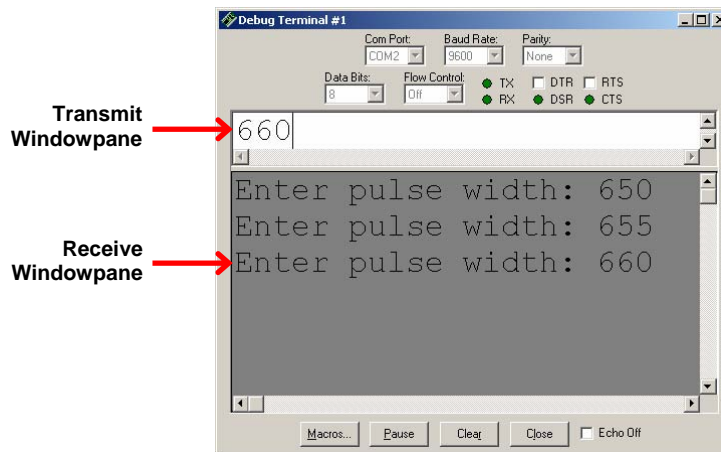 Debug Terminal #1
Com Port: Baud Rate: Parity:
COM2 9600 None
Data Bits: Flow Control: TX DTR RTS
8 Off RX DSR CTS
Transmit
Windowpane
660
Enter pulse width: 650
Enter pulse width: 655
Enter pulse width: 660
Receive
Windowpane
Macros... Pause Clear Close Echo Off